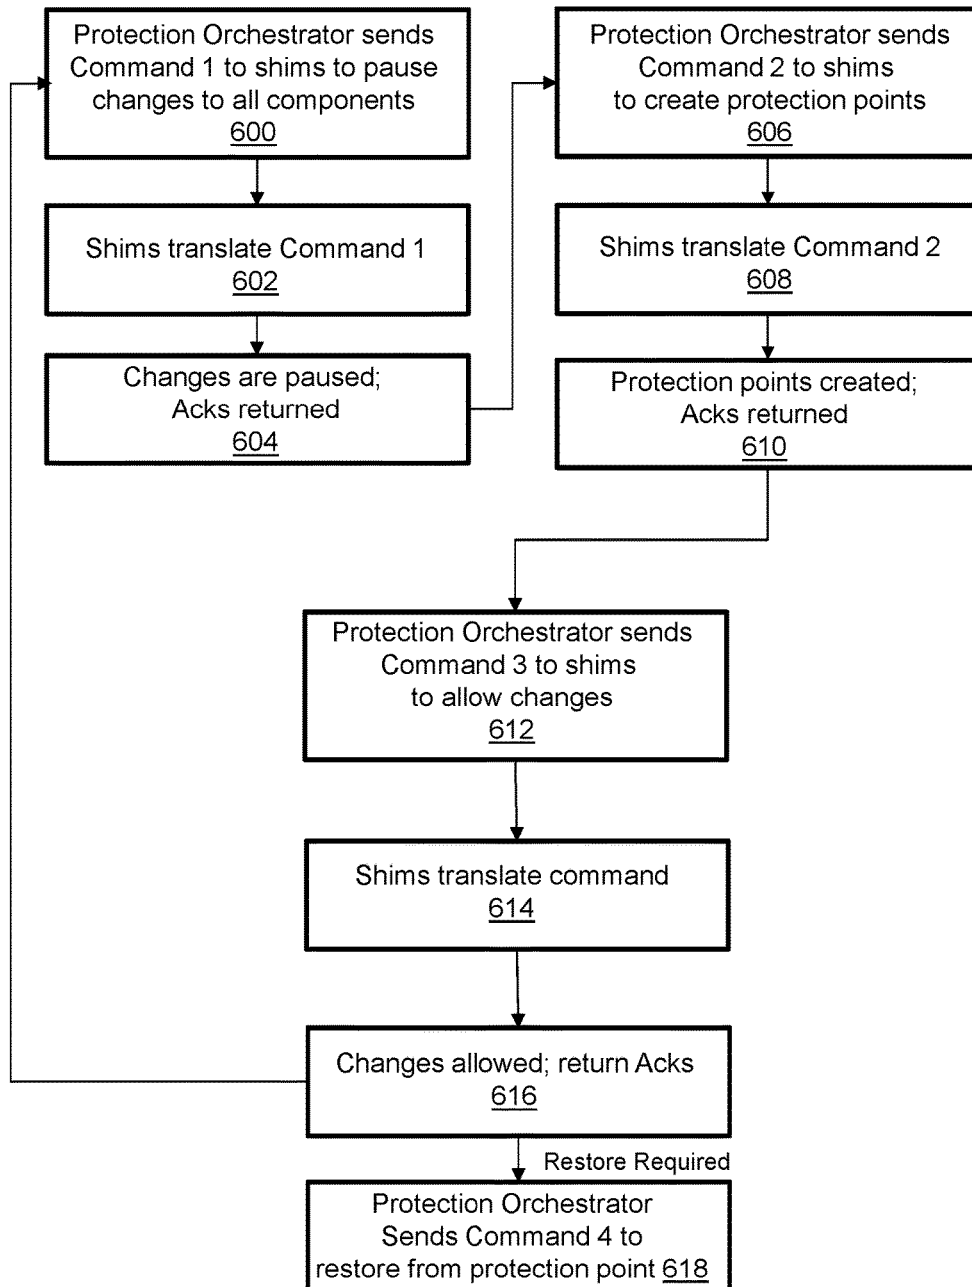 Protection Orchestrator sends
Command 1 to shims to pause
changes to all components
600
Shims translate Command 1
602
Changes are paused;
Acks returned
604
Protection Orchestrator sends
Command 2 to shims
to create protection points
606
Shims translate Command 2
608
Protection points created;
Acks returned
610
Protection Orchestrator sends
Command 3 to shims
to allow changes
612
Shims translate command
614
Changes allowed; return Acks
616
Restore Required
Protection Orchestrator
Sends Command 4 to
restore from protection point 618